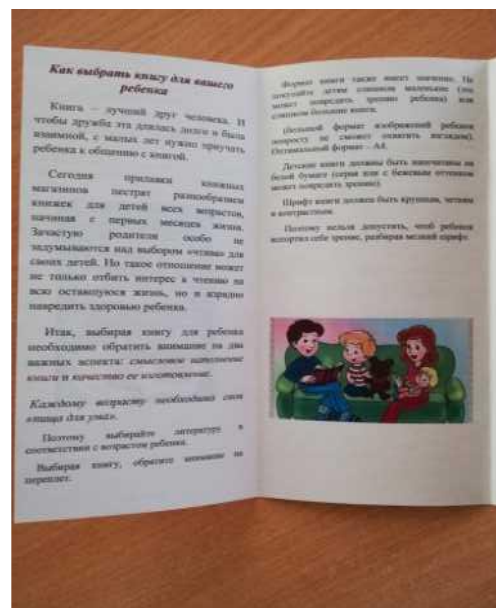 Как выбрать книгу для вашего
ребенка
Книга – лучший друг человека. И
чтобы дружба эта длилась долго и была
взаимной, с малых лет нужно приучать
ребенка к общению с книгой.
Сегодня прилавки книжных
магазинов пестрят разнообразием
книжек для детей всех возрастов,
начиная с первых месяцев жизни.
Зачастую родители особо не
задумываются над выбором «чтива» для
своих детей. Но такое отношение может
не только отбить интерес к чтению на
всю оставшуюся жизнь, но и изрядно
навредить здоровью ребенка.
Итак, выбирая книгу для ребенка
необходимо обратить внимание на два
важных аспекта: смысловое наполнение
книги и качество ее изготовления.
Каждому возрасту необходима своя
«пища для ума».
Поэтому выбирайте литературу в
соответствии с возрастом ребенка.
Выбирая книгу, обратите внимание на
переплет.
Формат книги также имеет значение. Не
покупайте детям слишком маленькие (это
может повредить зрению ребенка) или
слишком большие книги.
(большой формат изображений ребенок
попросту не сможет охватить взглядом).
Оптимальный формат – А4.
Детские книги должны быть напечатаны на
белой бумаге (серая или с бежевым оттенком
может повредить зрению).
Шрифт книги должен быть крупным, четким
и контрастным.
Поэтому нельзя допустить, чтоб ребенок
испортил себе зрение, разбирая мелкий шрифт.